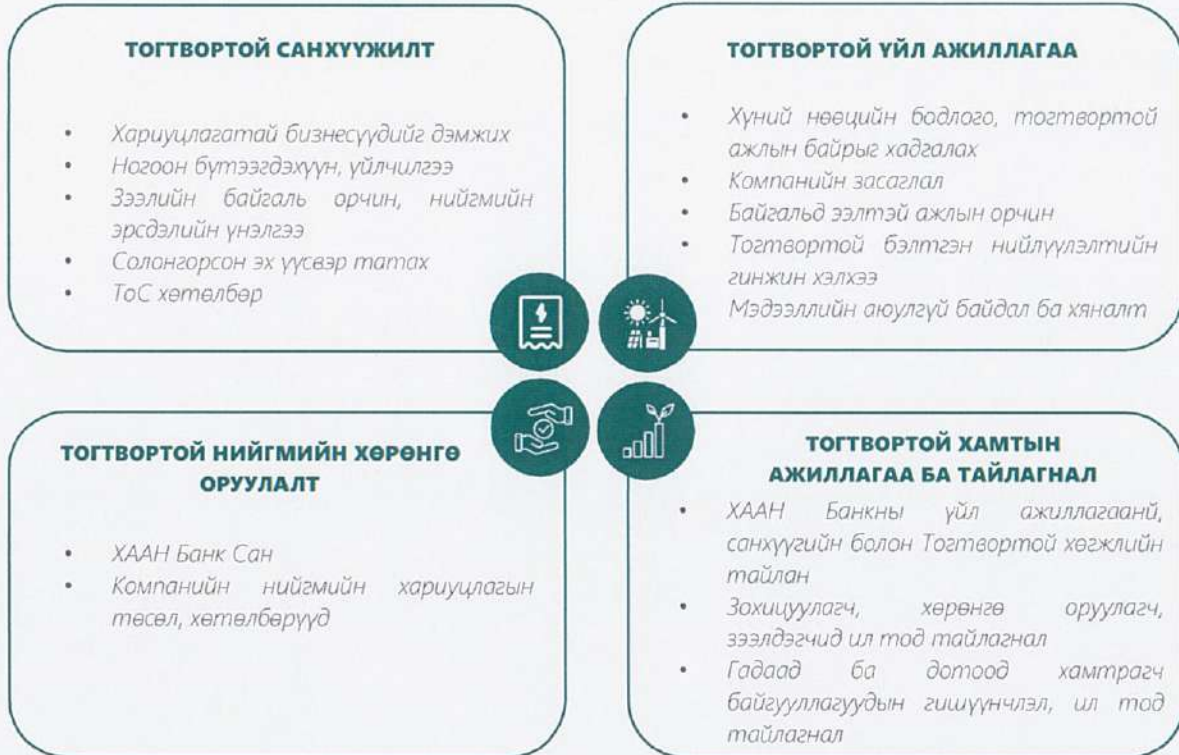 ТОГТВОРТОЙ САНХҮҮЖИЛТ
• Хариуцлагатай бизнесүүдийг дэмжих
• Ногоон бүтээгдэхүүн, үйлчилгээ
• Зээлийн байгаль орчин, нийгмийн
эрсдэлийн үнэлгээ
• Солонгорсон эх үүсвэр татах
• ToC хөтөлбөр
ТОГТВОРТОЙ ҮЙЛ АЖИЛЛАГАА
• Хүний нөөцийн бодлого, тогтвортой
ажлын байрыг хадгалах
• Компанийн засаглал
• Байгальд ээлтэй ажлын орчин
• Тогтвортой бэлтгэн нийлүүлэлтийн
гинжин хэлхээ
• Мэдээллийн аюулгүй байдал ба хяналт
ТОГТВОРТОЙ НИЙГМИЙН ХӨРӨНГӨ
ОРУУЛАЛТ
• ХААН Банк Сан
• Компанийн нийгмийн хариуцлагын
төсөл, хөтөлбөрүүд
ТОГТВОРТОЙ ХАМТЫН
АЖИЛЛАГАА БА ТАЙЛАГНАЛ
• ХААН Банкны үйл ажиллагааны,
санхүүгийн болон Тогтвортой хөгжлийн
тайлан
• Зохицуулагч, хөрөнгө оруулагч,
зээлдэгчид ил тод тайлагнал
• Гадаад ба дотоод хамтрагч
байгууллагуудын гишүүнчлэл, ил тод
тайлагнал